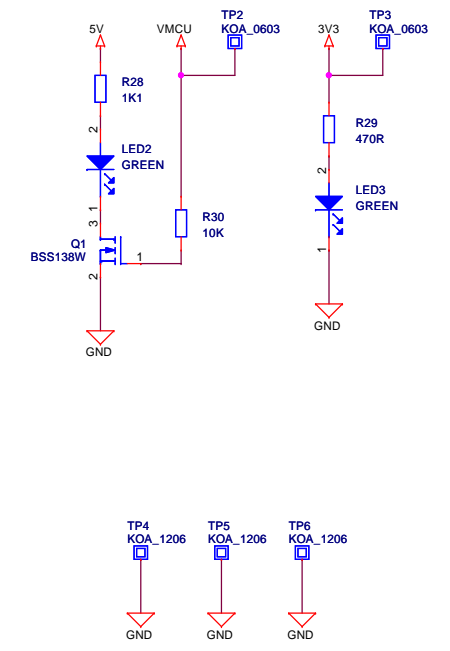 TP2
KOA_0603
TP3
KOA_0603
5V
VMCU
3V3
R28
1K1
2
LED2
GREEN
1
3
Q1
BSS138W
2
1
R30
10K
GND
R29
470R
2
LED3
GREEN
1
GND
TP4
KOA_1206
TP5
KOA_1206
TP6
KOA_1206
GND
GND
GND